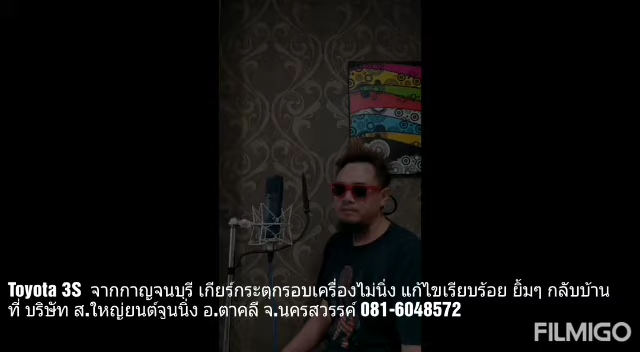 Toyota 3S จากกาญจนบุรี เกียร์กระตุกรอบเครื่องไม่นิ่ง แก้ไขเรียบร้อย ยิ้มๆ กลับบ้าน
ที่ บริษัท ส.ใหญ่ยนต์จูนนิ่ง อ.ตาคลี จ.นครสวรรค์ 081-6048572
FILMIGO